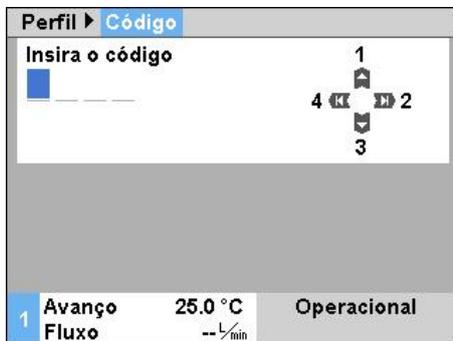 Perfil ▶ Código
Insira o código
1
4 2
3
1 Avanço 25.0 °C Operacional
Fluxo -- L/min